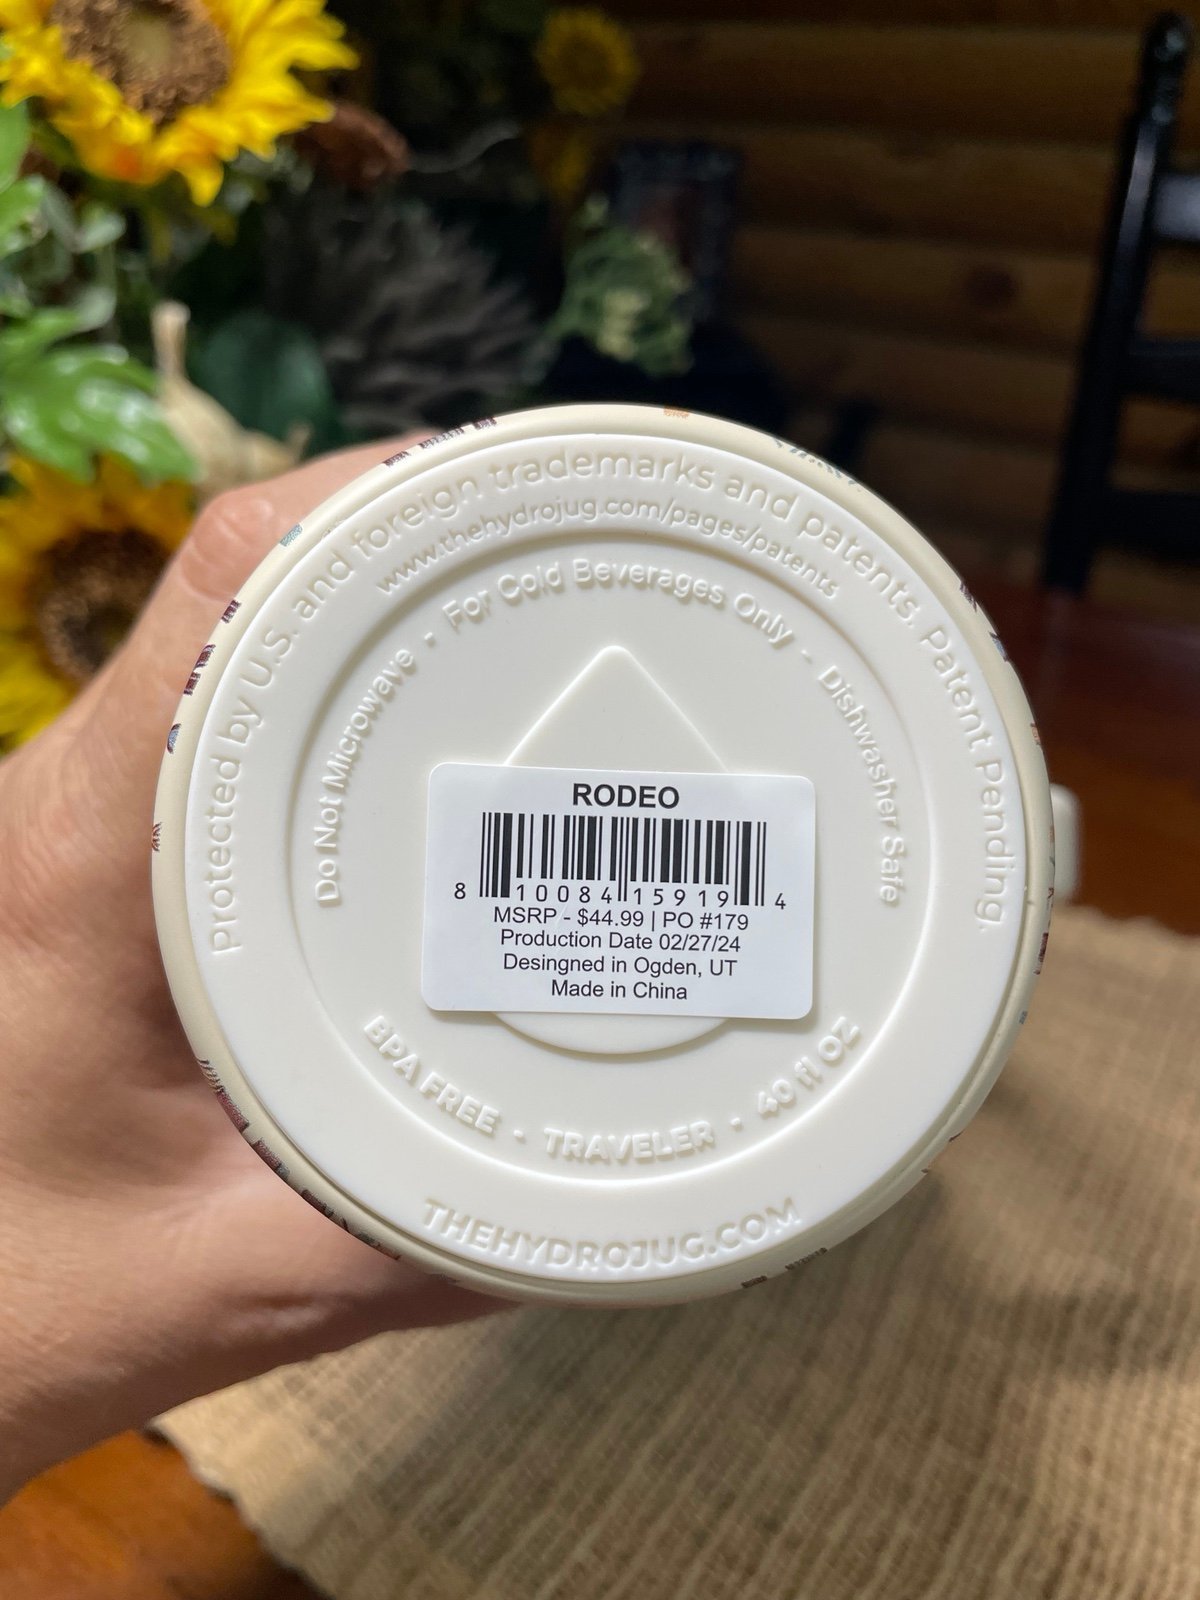 Protected by U.S. and foreign trademarks and patents. Patent Pending.
www.thehydrojug.com/pages/patents
Do Not Microwave · For Cold Beverages Only · Dishwasher Safe
RODEO
8 10084 15919 4
MSRP - $44.99 | PO #179
Production Date 02/27/24
Desingned in Ogden, UT
Made in China
BPA FREE · TRAVELER · 40 fl OZ
THEHYDROJUG.COM